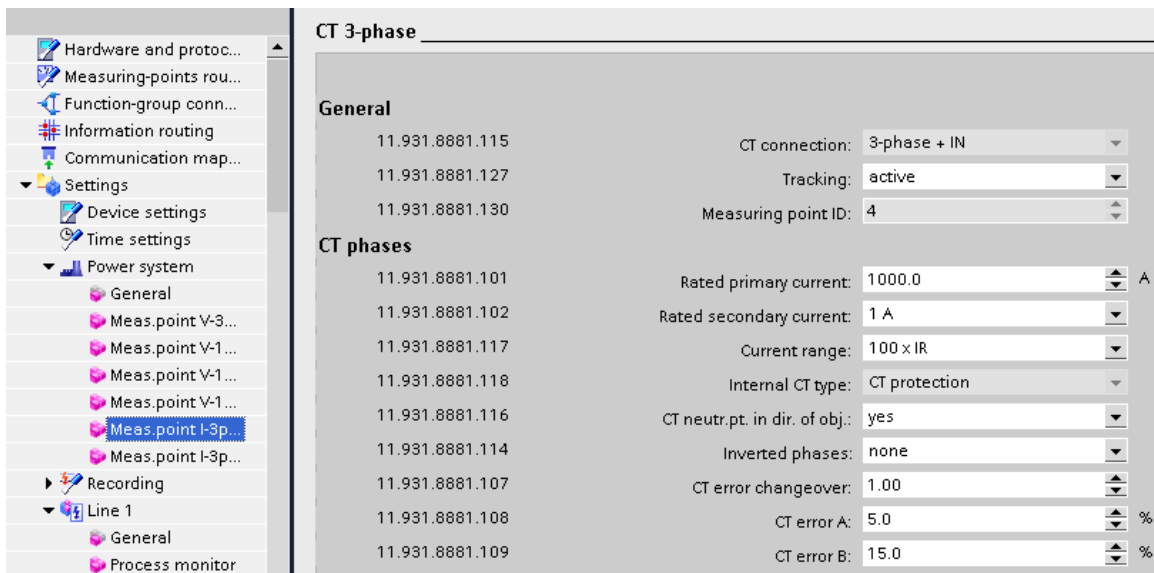 Hardware and protoc...
Measuring-points rou...
Function-group conn...
Information routing
Communication map...
Settings
Device settings
Time settings
Power system
General
Meas.point V-3...
Meas.point V-1...
Meas.point V-1...
Meas.point V-1...
Meas.point I-3p...
Meas.point I-3p...
Recording
Line 1
General
Process monitor
CT 3-phase
General
11.931.8881.115 CT connection: 3-phase + IN
11.931.8881.127 Tracking: active
11.931.8881.130 Measuring point ID: 4
CT phases
11.931.8881.101 Rated primary current: 1000.0 A
11.931.8881.102 Rated secondary current: 1 A
11.931.8881.117 Current range: 100 x IR
11.931.8881.118 Internal CT type: CT protection
11.931.8881.116 CT neutr.pt. in dir. of obj.: yes
11.931.8881.114 Inverted phases: none
11.931.8881.107 CT error changeover: 1.00
11.931.8881.108 CT error A: 5.0 %
11.931.8881.109 CT error B: 15.0 %